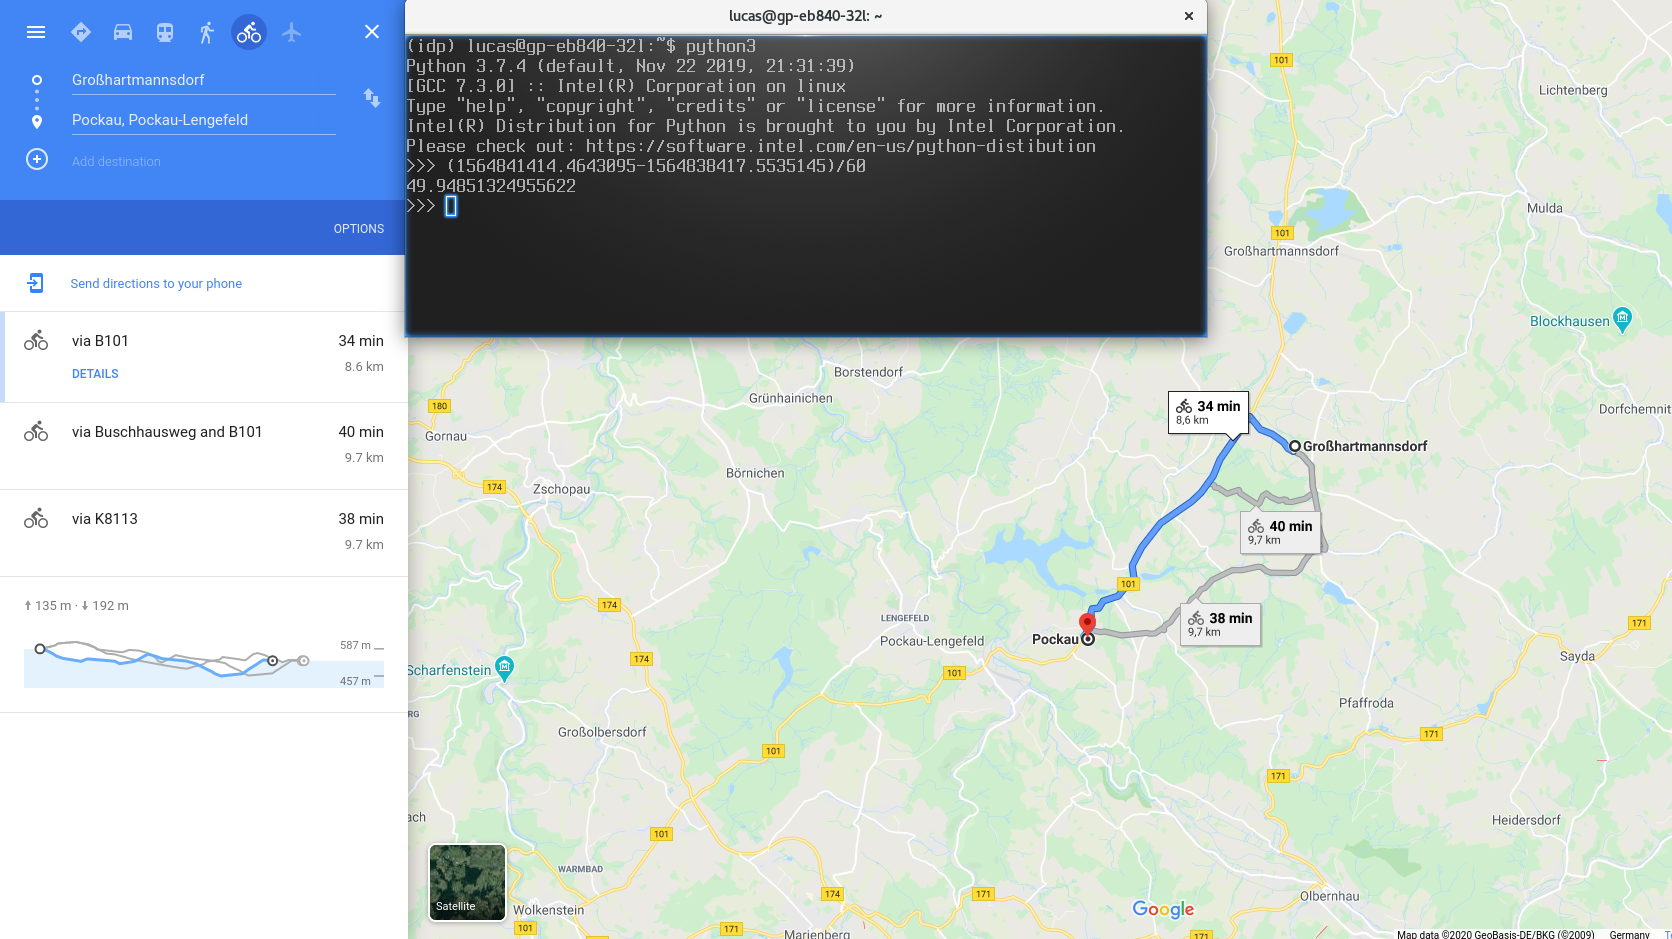 Großhartmannsdorf
Pockau, Pockau-Lengefeld
Add destination
OPTIONS
Send directions to your phone
via B101
34 min
8.6 km
DETAILS
via Buschhausweg and B101
40 min
9.7 km
via K8113
38 min
9.7 km
135 m · 192 m
587 m
457 m
lucas@gp-eb840-32l: ~
(idp) lucas@gp-eb840-32l:~$ python3
Python 3.7.4 (default, Nov 22 2019, 21:31:39)
[GCC 7.3.0] :: Intel(R) Corporation on linux
Type "help", "copyright", "credits" or "license" for more information.
Intel(R) Distribution for Python is brought to you by Intel Corporation.
Please check out: https://software.intel.com/en-us/python-distibution
>>> (1564841414.4643095-1564838417.5535145)/60
49.94851324955622
>>>
101
Lichtenberg
Mulda
101
Großhartmannsdorf
Blockhausen
Borstendorf
Grünhainichen
180
Gornau
34 min
8,6 km
Dorfchemnit
Großhartmannsdorf
Börnichen
174
Zschopau
40 min
9,7 km
101
174
LENGEFELD
Pockau-Lengefeld
Pockau
38 min
9,7 km
171
174
Sayda
Scharfenstein
101
Pfaffroda
RG
Großolbersdorf
171
101
171
ach
Heidersdorf
101
WARMBAD
174
171
Olbernhau
Satellite
Wolkenstein
101
171
Marienberg
171
Google
Map data ©2020 GeoBasis-DE/BKG (©2009)
Germany